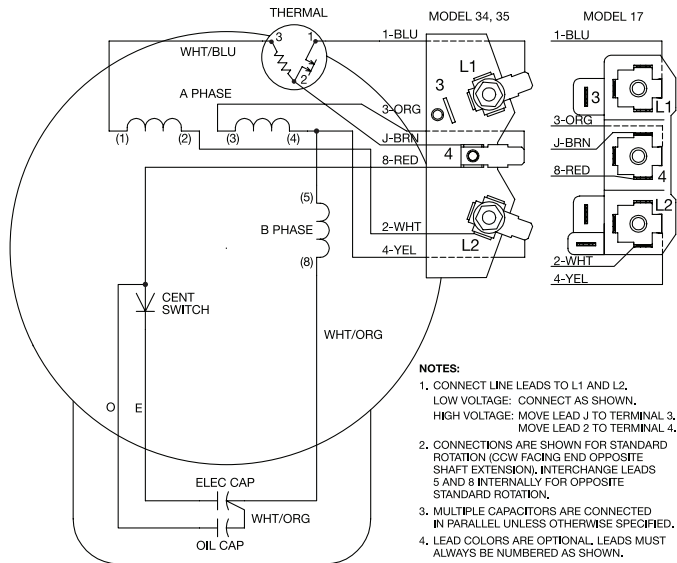 THERMAL
MODEL 34, 35
MODEL 17
3
1
2
WHT/BLU
1-BLU
1-BLU
A PHASE
L1
L1
3
3
3-ORG
3-ORG
(1)
(2)
(3)
(4)
J-BRN
J-BRN
4
4
8-RED
8-RED
(5)
B PHASE
(8)
2-WHT
L2
L2
4-YEL
2-WHT
4-YEL
CENT
SWITCH
WHT/ORG
O
E
ELEC CAP
WHT/ORG
OIL CAP
NOTES:
1. CONNECT LINE LEADS TO L1 AND L2.
LOW VOLTAGE: CONNECT AS SHOWN.
HIGH VOLTAGE: MOVE LEAD J TO TERMINAL 3.
MOVE LEAD 2 TO TERMINAL 4.
2. CONNECTIONS ARE SHOWN FOR STANDARD
ROTATION (CCW FACING END OPPOSITE
SHAFT EXTENSION). INTERCHANGE LEADS
5 AND 8 INTERNALLY FOR OPPOSITE
STANDARD ROTATION.
3. MULTIPLE CAPACITORS ARE CONNECTED
IN PARALLEL UNLESS OTHERWISE SPECIFIED.
4. LEAD COLORS ARE OPTIONAL. LEADS MUST
ALWAYS BE NUMBERED AS SHOWN.